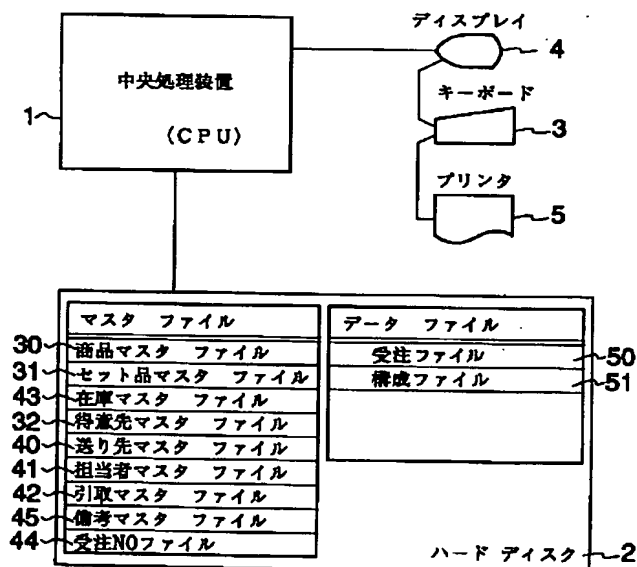 ディスプレイ
4
中央処理装置
1
(CPU)
キーボード
3
プリンタ
5
マスタ ファイル
30 商品マスタ ファイル
31 セット品マスタ ファイル
43 在庫マスタ ファイル
32 得意先マスタ ファイル
40 送り先マスタ ファイル
41 担当者マスタ ファイル
42 引取マスタ ファイル
45 備考マスタ ファイル
44 受注NOファイル
データ ファイル
受注ファイル 50
構成ファイル 51
ハード ディスク 2